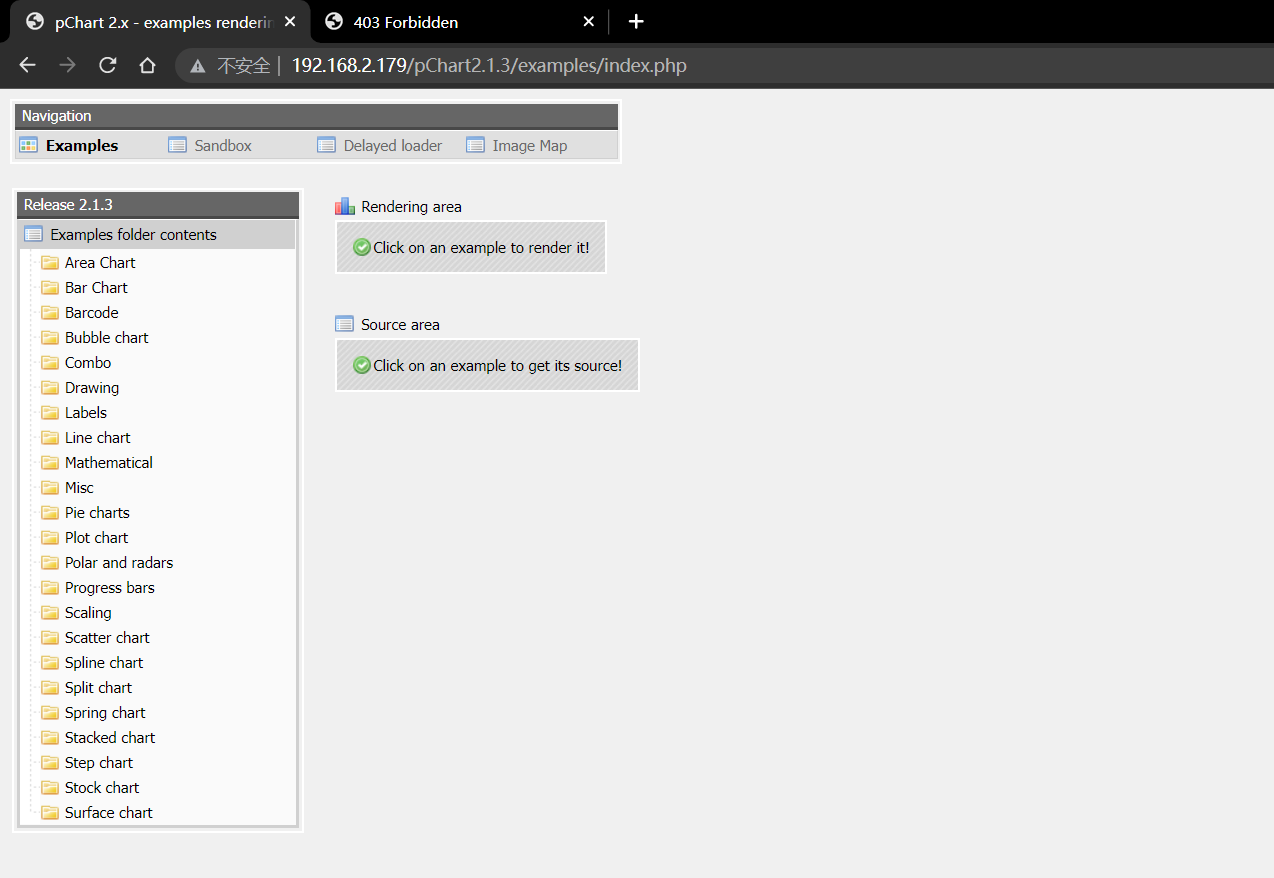 pChart 2.x - examples renderin
403 Forbidden
不安全 192.168.2.179/pChart2.1.3/examples/index.php
Navigation
Examples Sandbox Delayed loader Image Map
Release 2.1.3
Examples folder contents
Area Chart
Bar Chart
Barcode
Bubble chart
Combo
Drawing
Labels
Line chart
Mathematical
Misc
Pie charts
Plot chart
Polar and radars
Progress bars
Scaling
Scatter chart
Spline chart
Split chart
Spring chart
Stacked chart
Step chart
Stock chart
Surface chart
Rendering area
Click on an example to render it!
Source area
Click on an example to get its source!